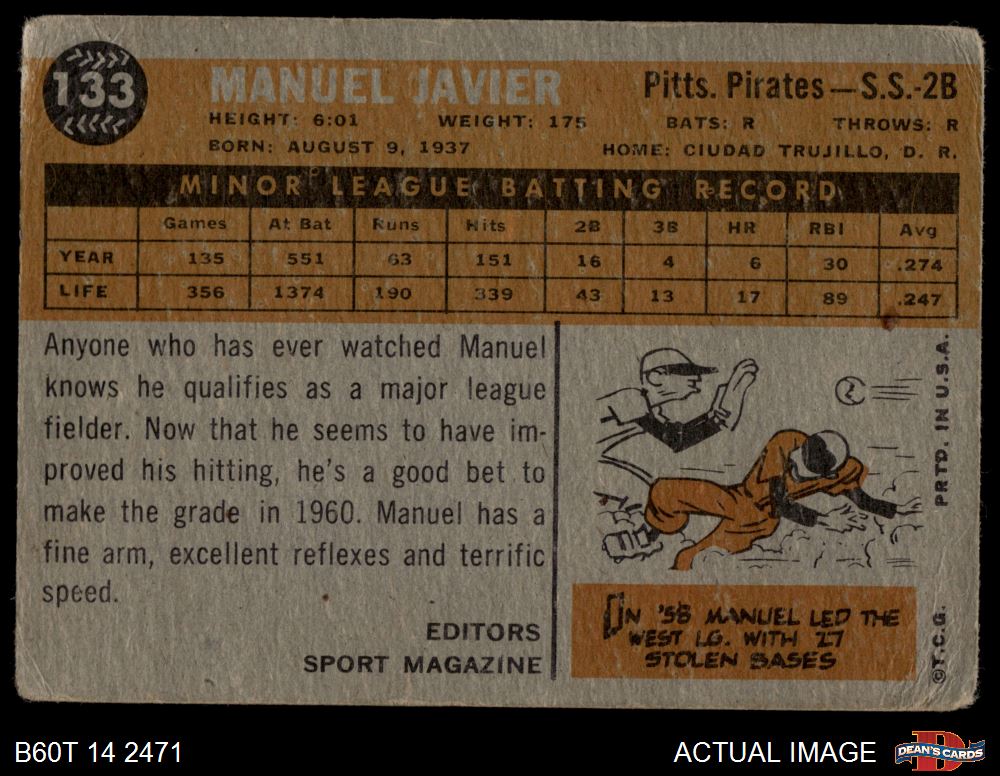 133
MANUEL JAVIER
Pitts. Pirates—S.S.-2B
HEIGHT: 6:01 WEIGHT: 175 BATS: R THROWS: R
BORN: AUGUST 9, 1937 HOME: CIUDAD TRUJILLO, D. R.
MINOR LEAGUE BATTING RECORD
Games At Bat Runs Hits 2B 3B HR RBI Avg
YEAR 135 551 63 151 16 4 6 30 .274
LIFE 356 1374 190 339 43 13 17 89 .247
Anyone who has ever watched Manuel
knows he qualifies as a major league
fielder. Now that he seems to have im-
proved his hitting, he's a good bet to
make the grade in 1960. Manuel has a
fine arm, excellent reflexes and terrific
speed.
EDITORS
SPORT MAGAZINE
IN '58 MANUEL LED THE
WEST LG. WITH 27
STOLEN BASES
PRTD. IN U.S.A.
©T.C.G.
B60T 14 2471
ACTUAL IMAGE
D
DEAN'S CARDS